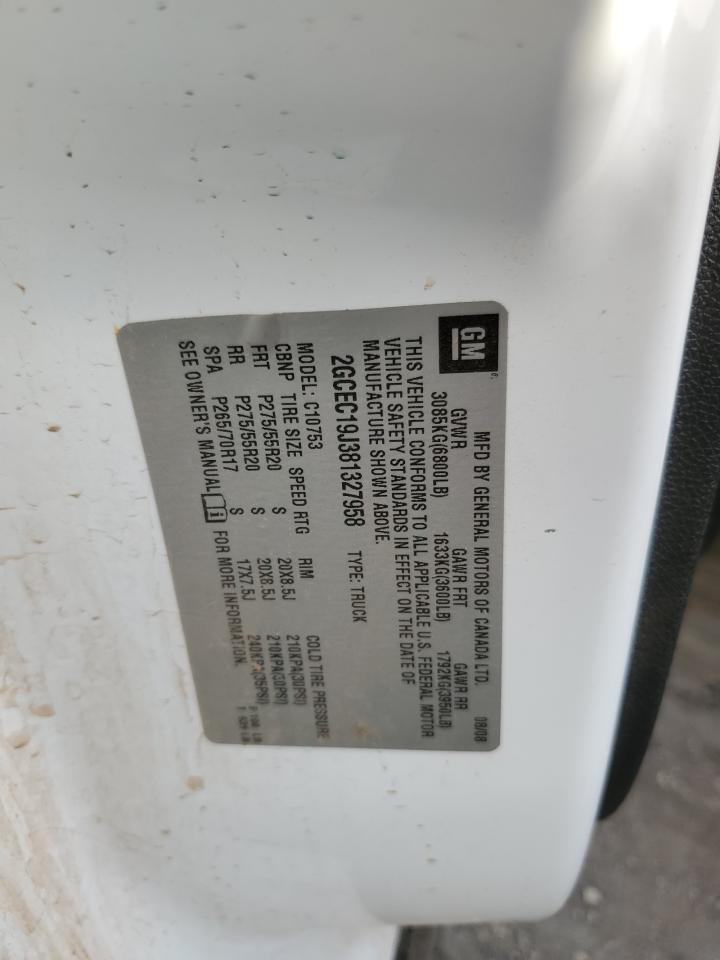 GM
MFD BY GENERAL MOTORS OF CANADA LTD. 08/08
GVWR GAWR FRT GAWR RR
3085KG(6800LB) 1633KG(3600LB) 1792KG(3950LB)
THIS VEHICLE CONFORMS TO ALL APPLICABLE U.S. FEDERAL MOTOR
VEHICLE SAFETY STANDARDS IN EFFECT ON THE DATE OF
MANUFACTURE SHOWN ABOVE.
2GCEC19J381327958 TYPE: TRUCK
MODEL: C10753
CBNP TIRE SIZE SPEED RTG RIM COLD TIRE PRESSURE
FRT P275/55R20 S 20X8.5J 210KPA(30PSI)
RR P275/55R20 S 20X8.5J 210KPA(30PSI)
SPA P265/70R17 17X7.5J 240KPA(35PSI)
SEE OWNER'S MANUAL FOR MORE INFORMATION.